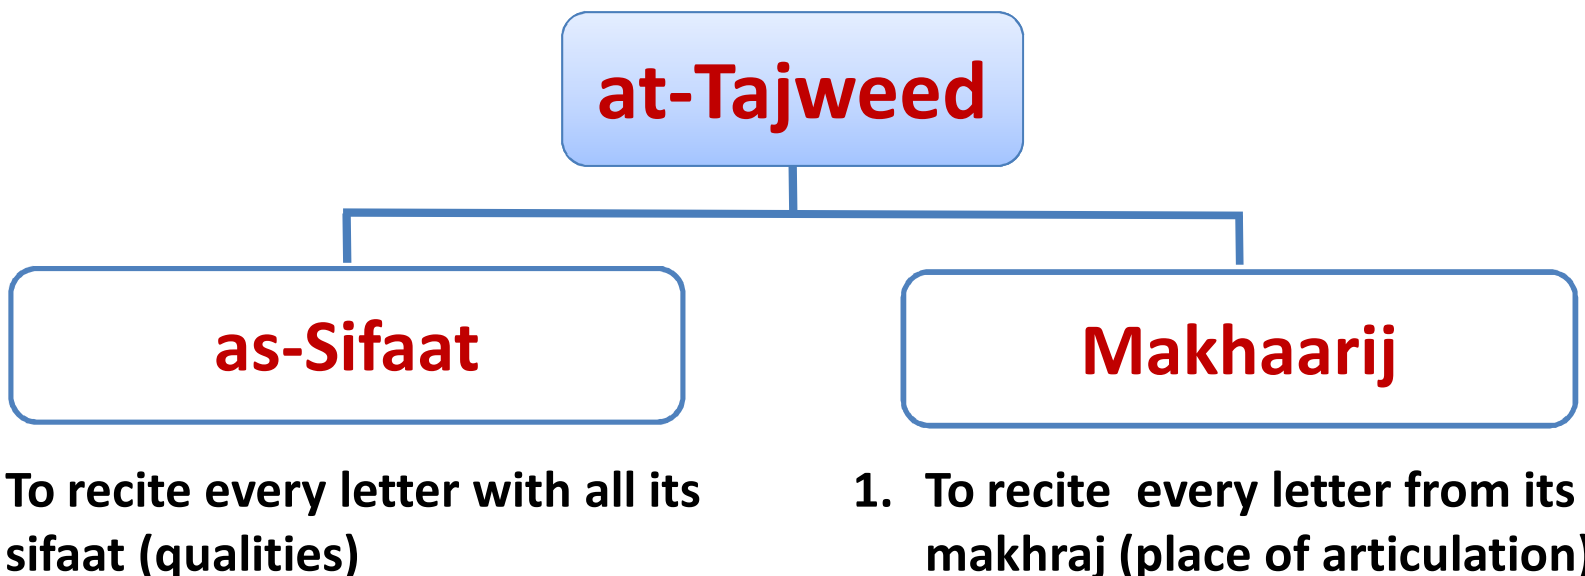 at-Tajweed
as-Sifaat
Makhaarij
To recite every letter with all its
sifaat (qualities)
1. To recite every letter from its
makhraj (place of articulation)